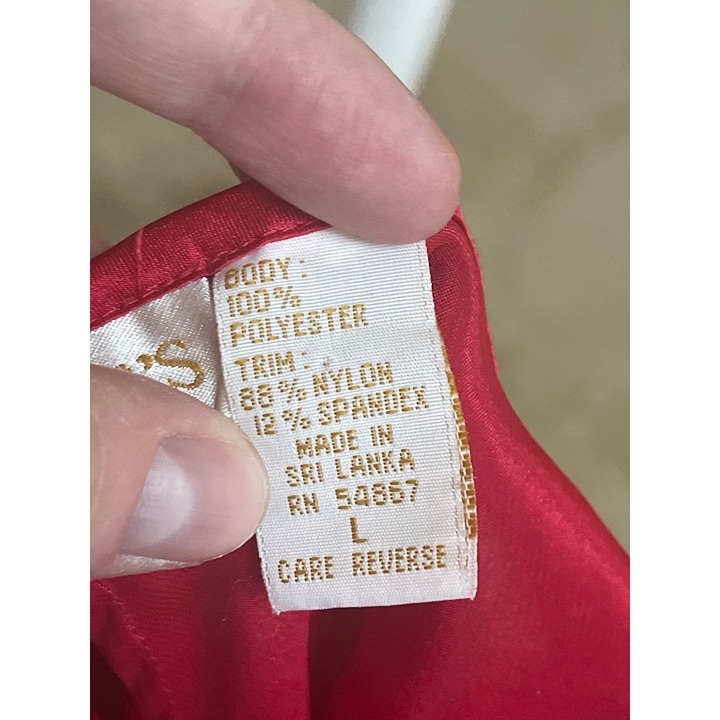 BODY:
100%
POLYESTER
TRIM:
88% NYLON
12% SPANDEX
MADE IN
SRI LANKA
RN 54867
L
CARE REVERSE
'S